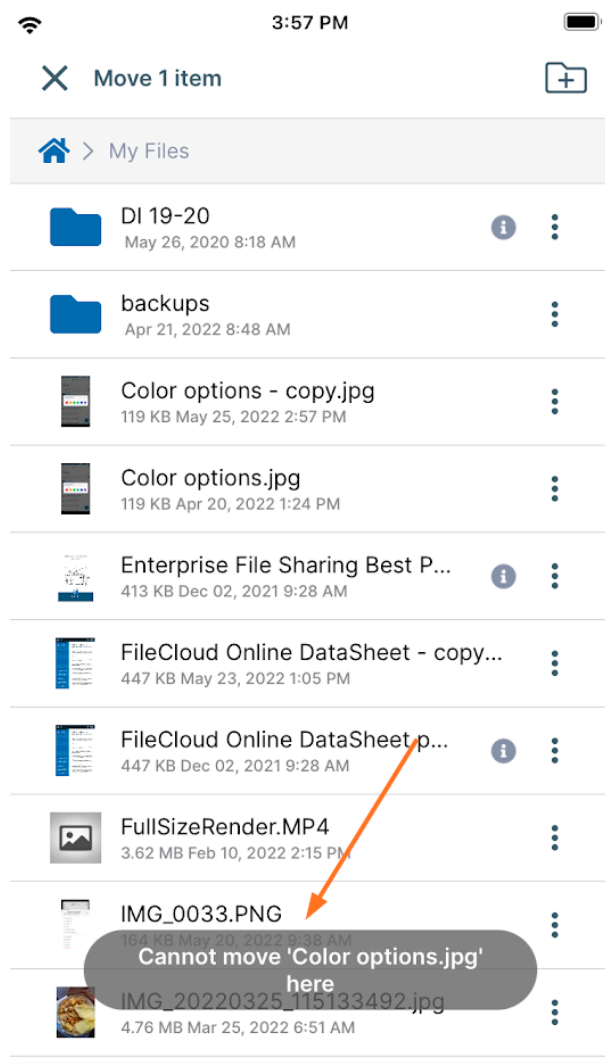 3:57 PM
Move 1 item
My Files
DI 19-20
May 26, 2020 8:18 AM
backups
Apr 21, 2022 8:48 AM
Color options - copy.jpg
119 KB May 25, 2022 2:57 PM
Color options.jpg
119 KB Apr 20, 2022 1:24 PM
Enterprise File Sharing Best P...
413 KB Dec 02, 2021 9:28 AM
FileCloud Online DataSheet - copy...
447 KB May 23, 2022 1:05 PM
FileCloud Online DataSheet.p...
447 KB Dec 02, 2021 9:28 AM
FullSizeRender.MP4
3.62 MB Feb 10, 2022 2:15 PM
IMG_0033.PNG
164 KB May 20, 2022 9:38 AM
Cannot move 'Color options.jpg'
here
IMG_20220325_115133492.jpg
4.76 MB Mar 25, 2022 6:51 AM